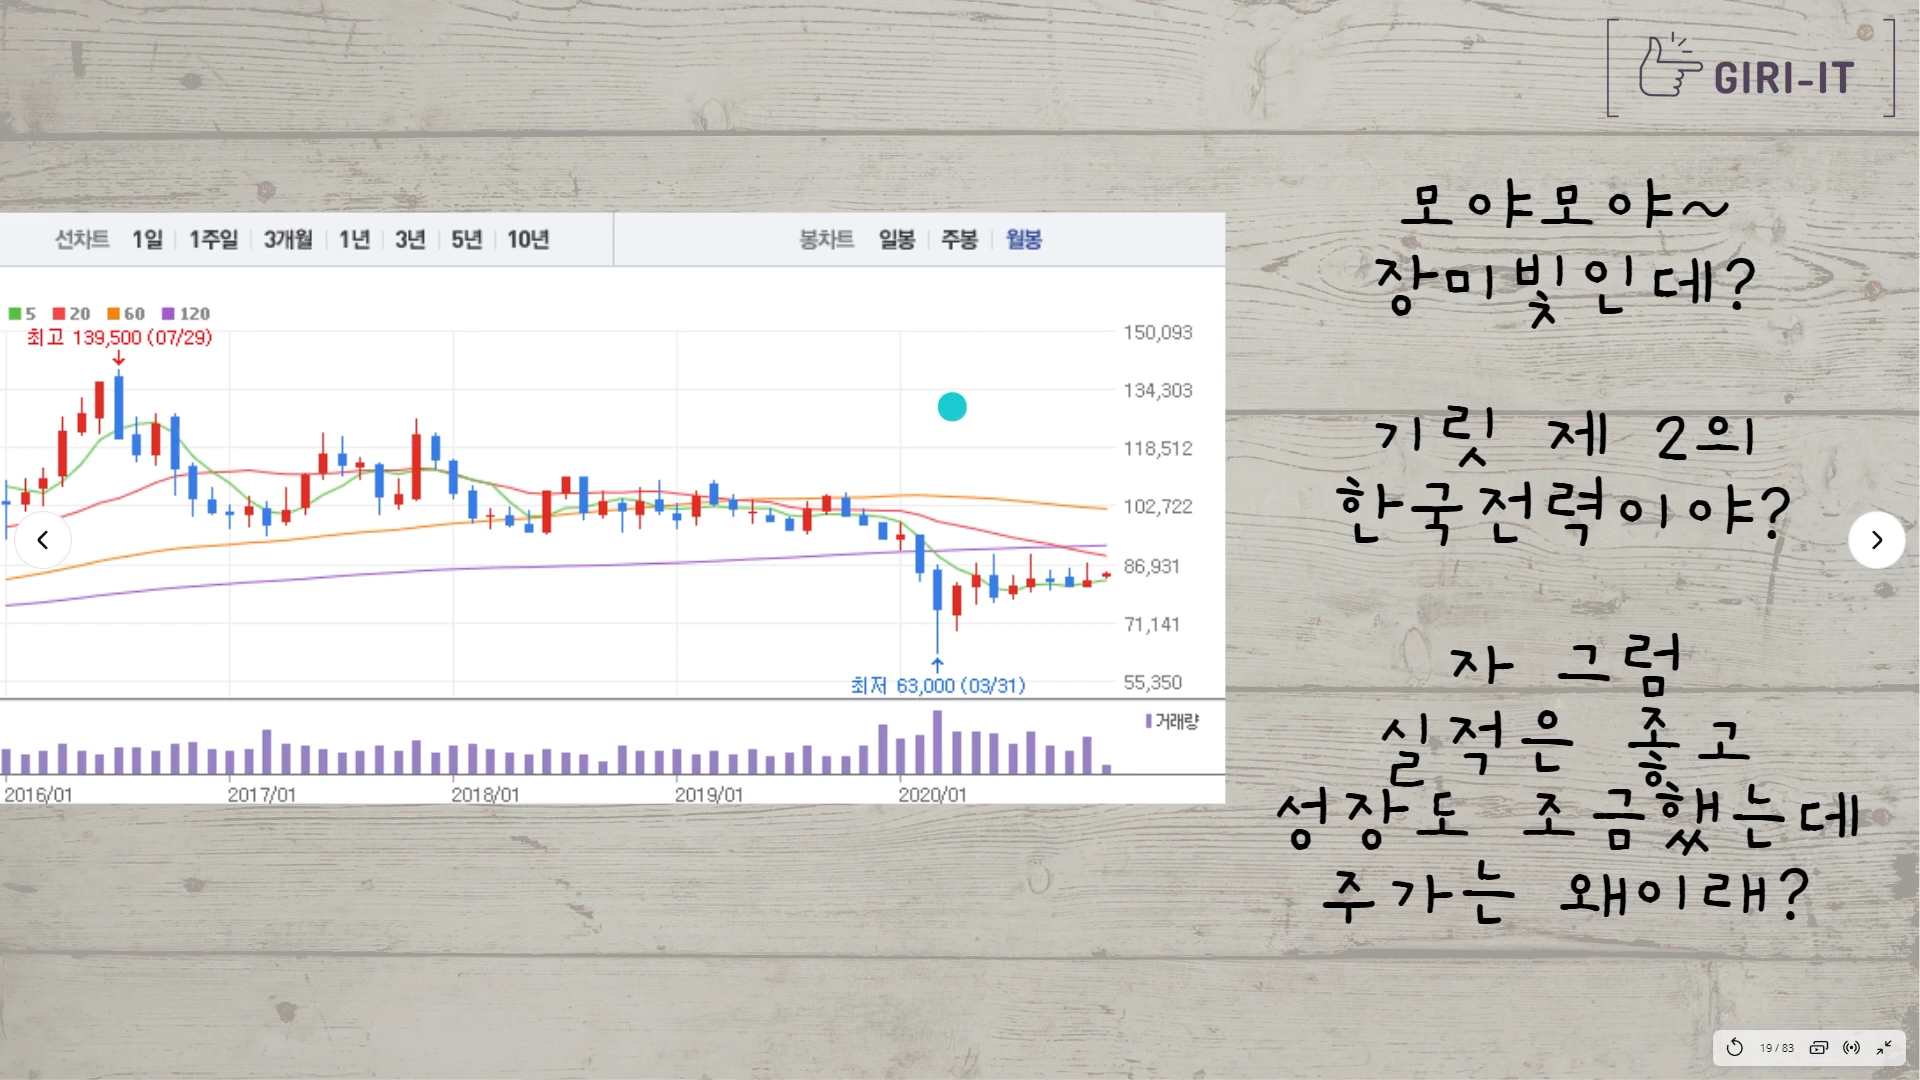 GIRI-IT
모야모야~
장미빛인데?
기릿 제 2의
한국전력이야?
자 그럼
실적은 좋고
성장도 조금했는데
주가는 왜이래?
선차트 1일 1주일 3개월 1년 3년 5년 10년 봉차트 일봉 주봉 월봉
5 20 60 120
최고 139,500 (07/29)
150,093
134,303
118,512
102,722
86,931
71,141
55,350
최저 63,000 (03/31)
거래량
2016/01 2017/01 2018/01 2019/01 2020/01
19 / 83